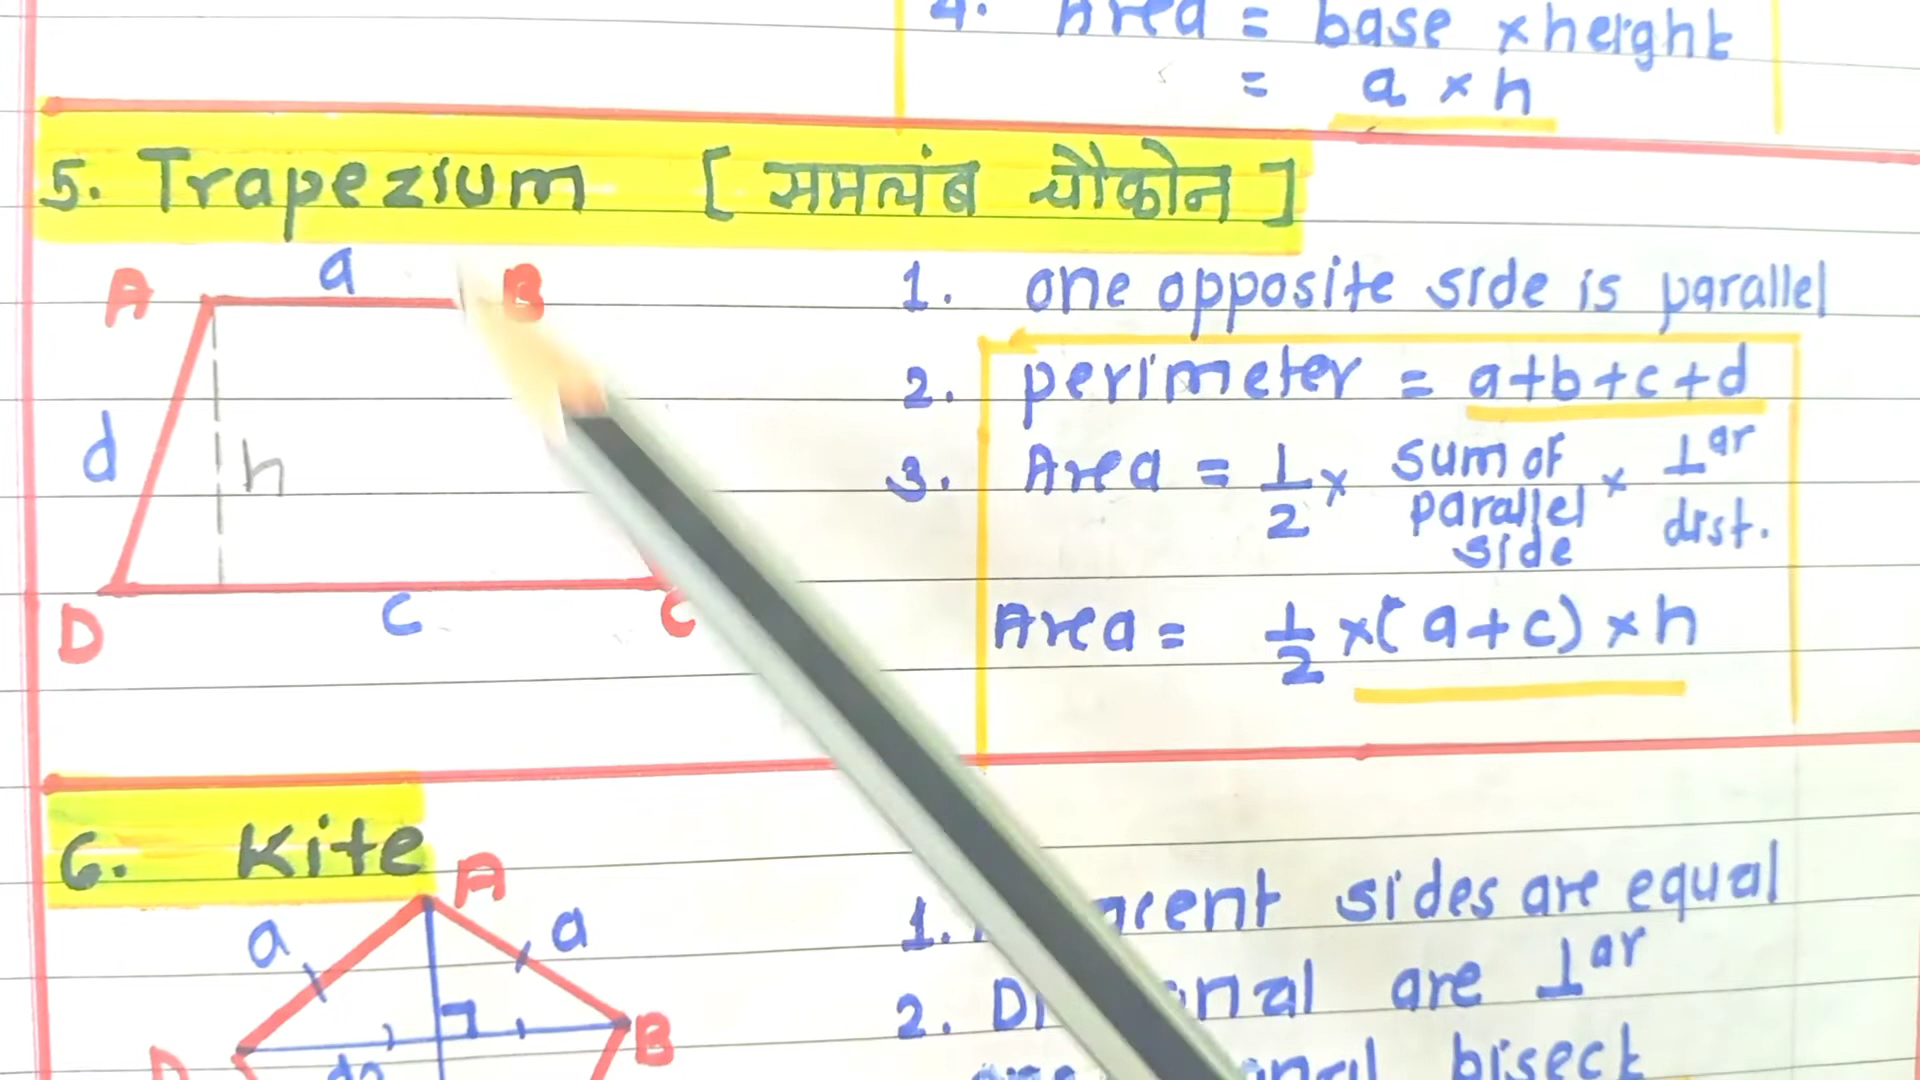 4. Area = base × height
= a × h
5. Trapezium [ समलंब चौकोन ]
A a B
d h
D c C
1. one opposite side is parallel
2. perimeter = a+b+c+d
3. Area = 1/2 × sum of parallel side × ⊥ar dist.
Area = 1/2 ×( a+c) × h
6. Kite
A
a a
B
D
1. sides are equal
2. are ⊥ar
bisect